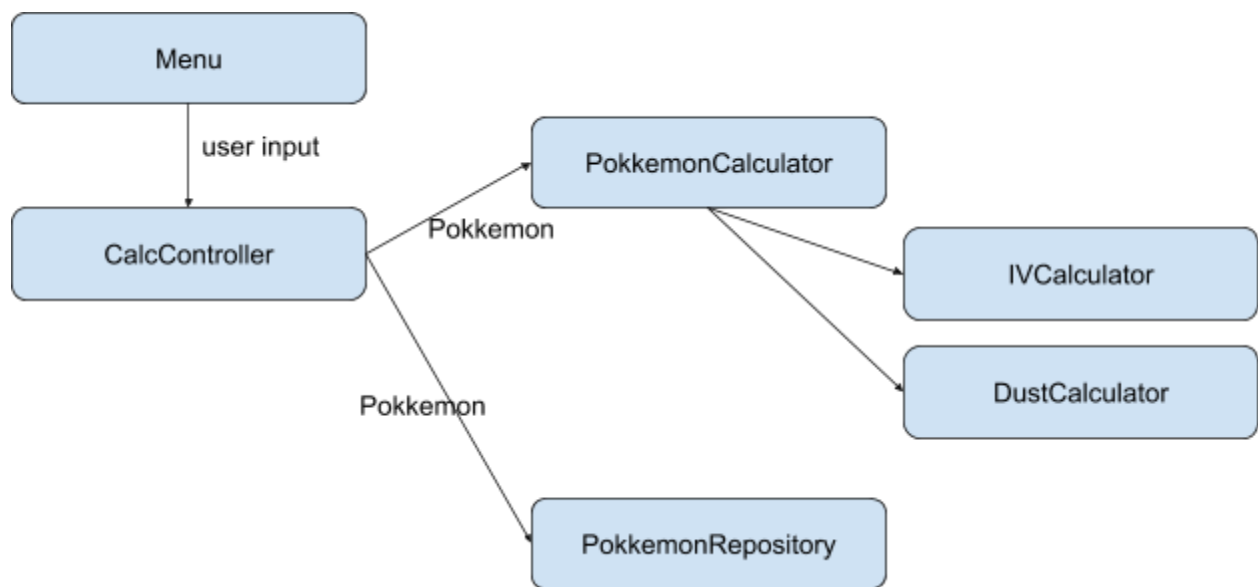 Menu
user input
CalcController
PokkemonCalculator
Pokkemon
IVCalculator
DustCalculator
Pokkemon
PokkemonRepository